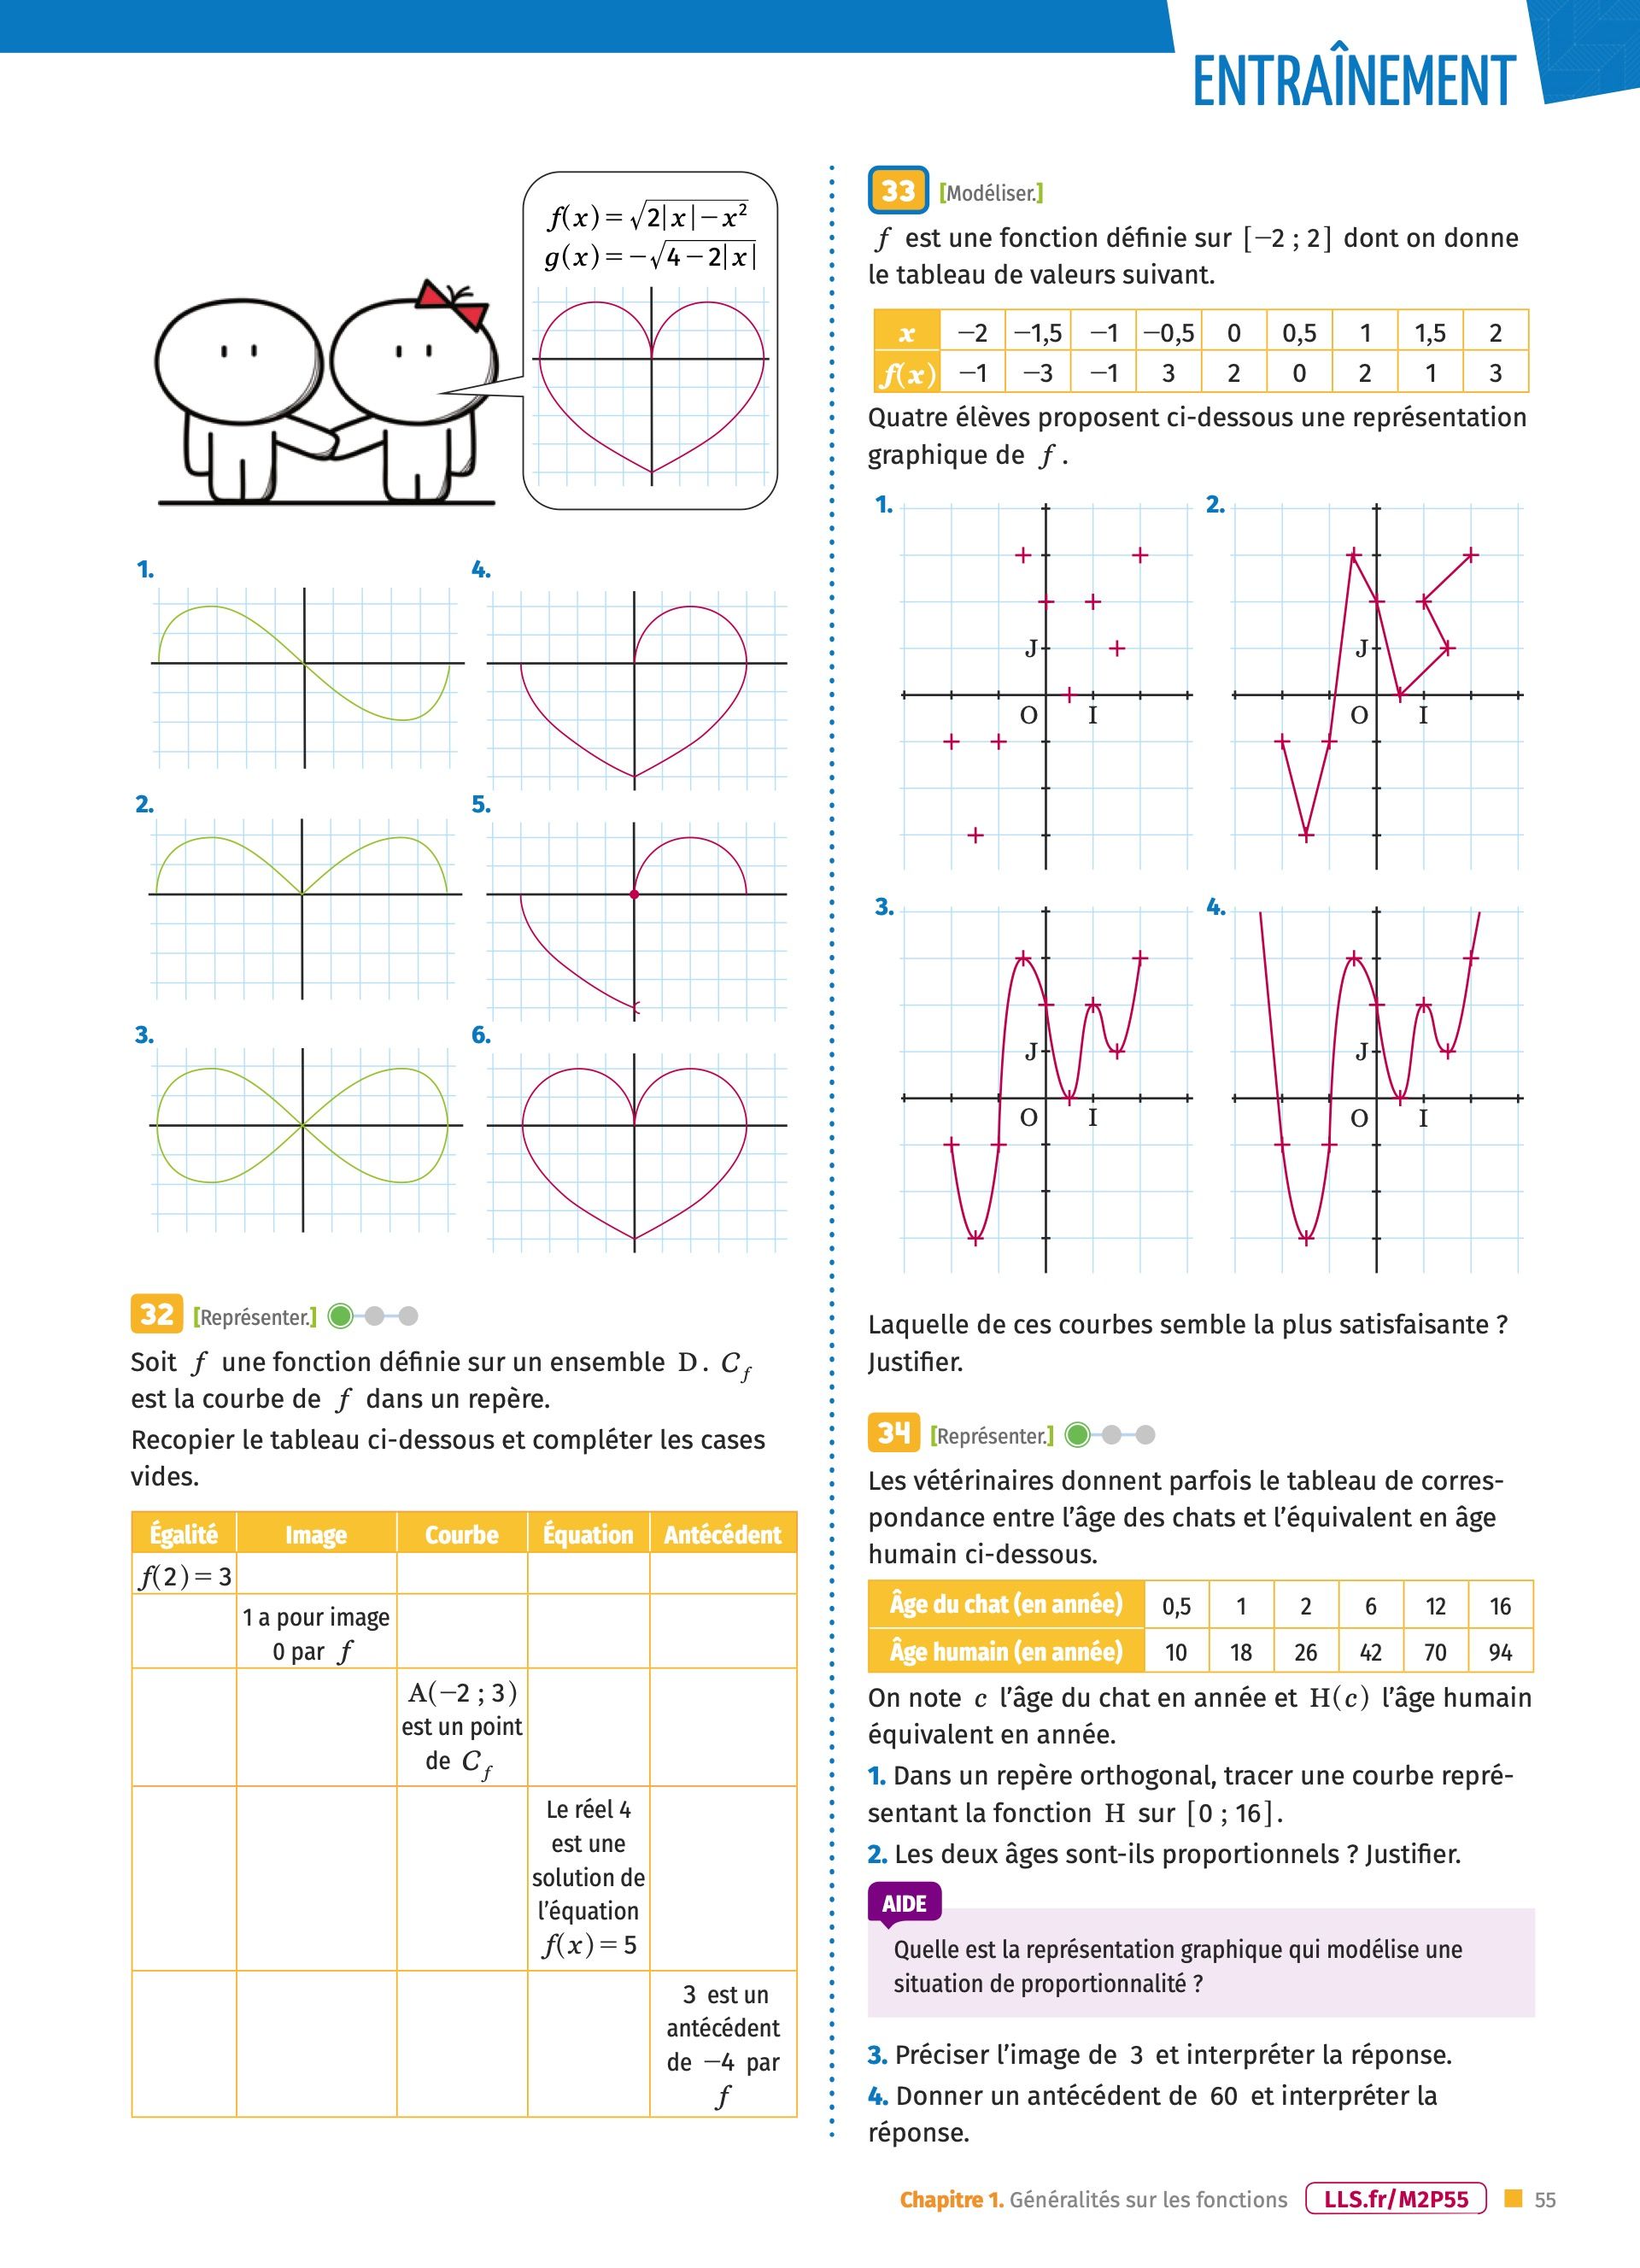 ENTRAÎNEMENT
f(x) = √2|x| − x²
g(x) = −√4 − 2|x|
1.
4.
2.
5.
3.
6.
32 [Représenter.]
Soit f une fonction définie sur un ensemble D. C_f
est la courbe de f dans un repère.
Recopier le tableau ci-dessous et compléter les cases
vides.
Égalité Image Courbe Équation Antécédent
f(2) = 3
1 a pour image
0 par f
A(−2 ; 3)
est un point
de C_f
Le réel 4
est une
solution de
l’équation
f(x) = 5
3 est un
antécédent
de −4 par
f
33 [Modéliser.]
f est une fonction définie sur [−2 ; 2] dont on donne
le tableau de valeurs suivant.
x −2 −1,5 −1 −0,5 0 0,5 1 1,5 2
f(x) −1 −3 −1 3 2 0 2 1 3
Quatre élèves proposent ci-dessous une représentation
graphique de f.
1.
J
O I
2.
J
O I
3.
J
O I
4.
J
O I
Laquelle de ces courbes semble la plus satisfaisante ?
Justifier.
34 [Représenter.]
Les vétérinaires donnent parfois le tableau de corres-
pondance entre l’âge des chats et l’équivalent en âge
humain ci-dessous.
Âge du chat (en année) 0,5 1 2 6 12 16
Âge humain (en année) 10 18 26 42 70 94
On note c l’âge du chat en année et H(c) l’âge humain
équivalent en année.
1. Dans un repère orthogonal, tracer une courbe repré-
sentant la fonction H sur [0 ; 16].
2. Les deux âges sont-ils proportionnels ? Justifier.
AIDE
Quelle est la représentation graphique qui modélise une
situation de proportionnalité ?
3. Préciser l’image de 3 et interpréter la réponse.
4. Donner un antécédent de 60 et interpréter la
réponse.
Chapitre 1. Généralités sur les fonctions LLS.fr/M2P55 55